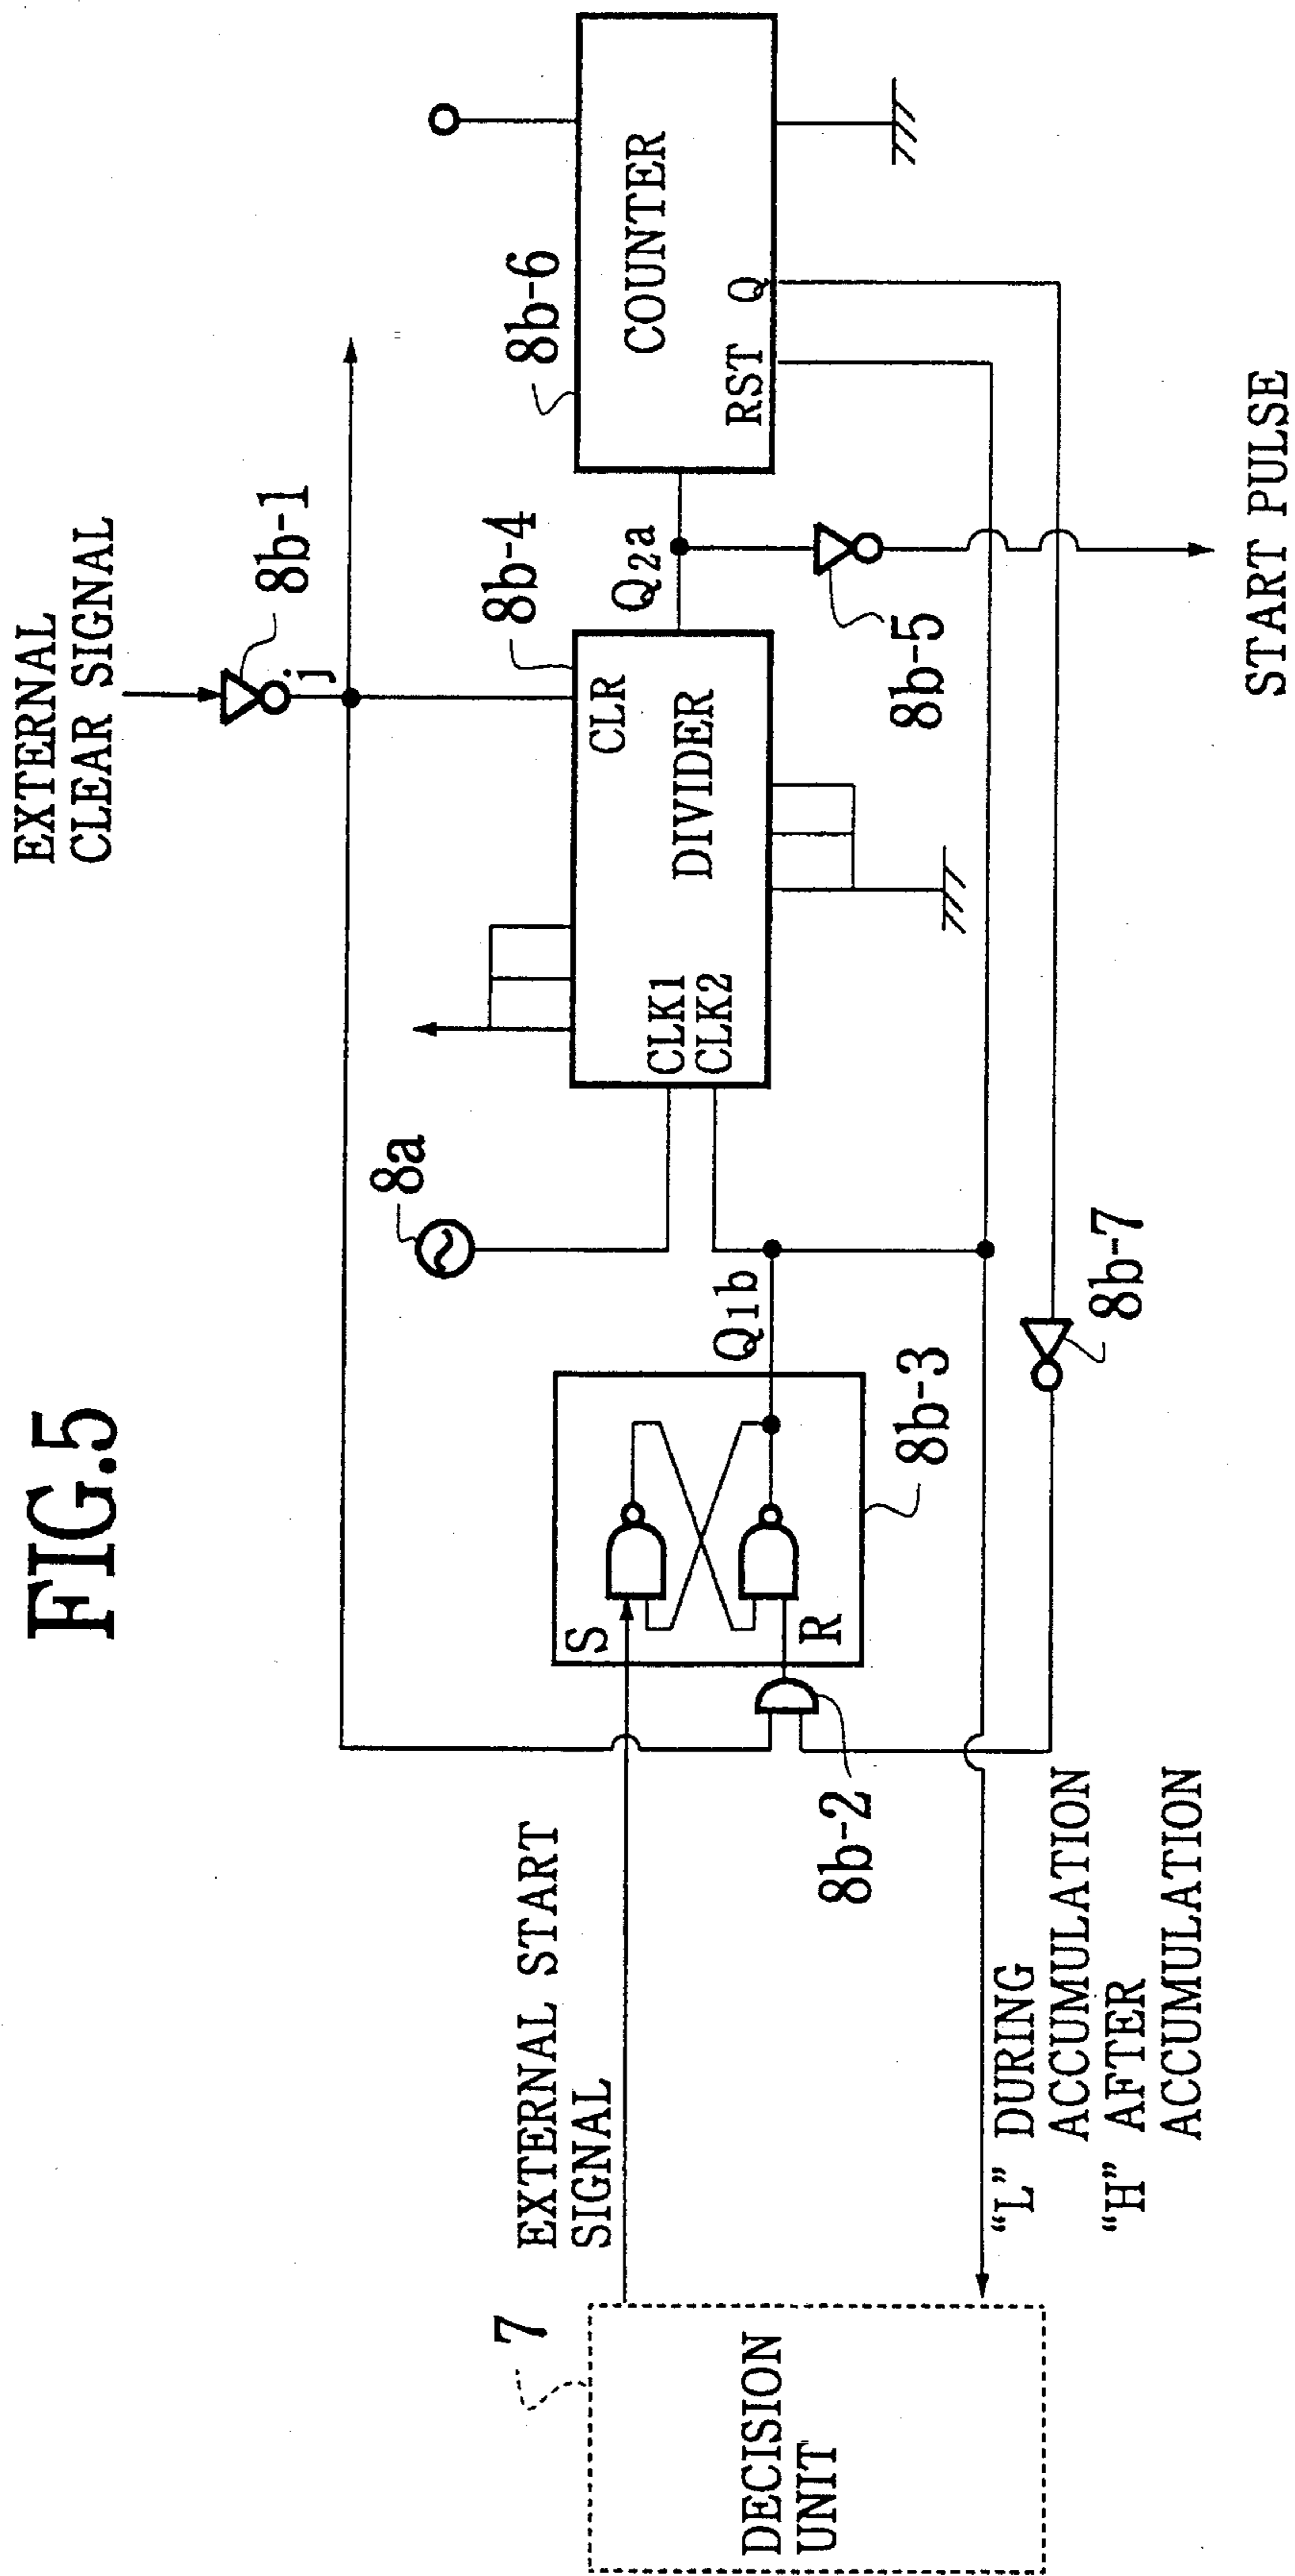 FIG.5
EXTERNAL
CLEAR SIGNAL
8b-1
j
8a
8b-4
8b-6
CLR
CLK1
CLK2
DIVIDER
Q2a
COUNTER
RST
Q
7
DECISION
UNIT
EXTERNAL START
SIGNAL
S
R
Q1b
8b-2
8b-3
8b-5
8b-7
“L” DURING
ACCUMULATION
“H” AFTER
ACCUMULATION
START PULSE